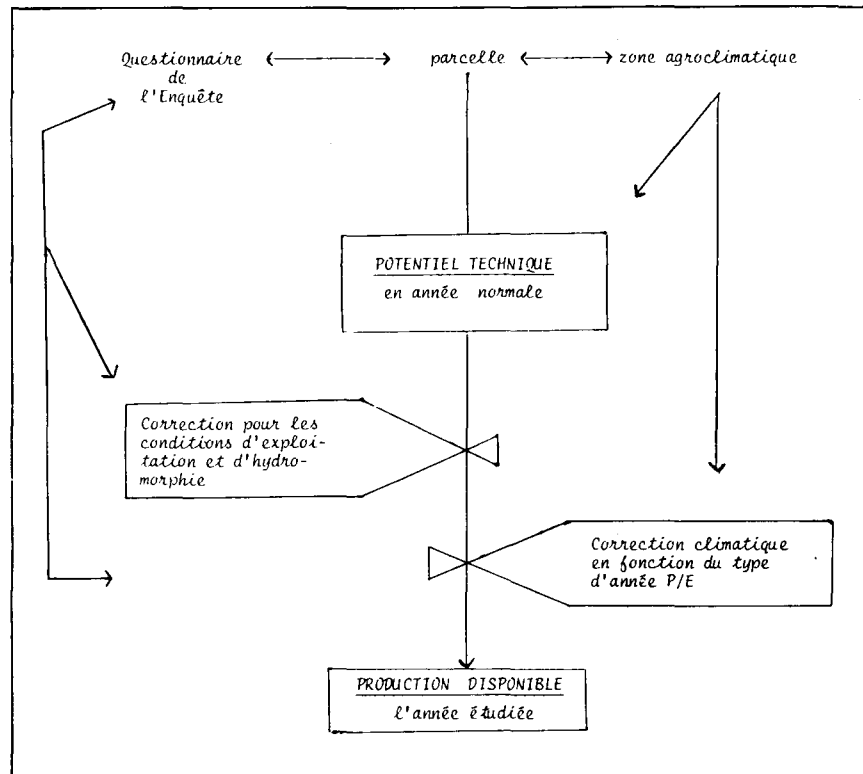 Questionnaire
de
l'Enquête
parcelle
zone agroclimatique
POTENTIEL TECHNIQUE
en année normale
Correction pour les
conditions d'exploi-
tation et d'hydro-
morphie
Correction climatique
en fonction du type
d'année P/E
PRODUCTION DISPONIBLE
l'année étudiée